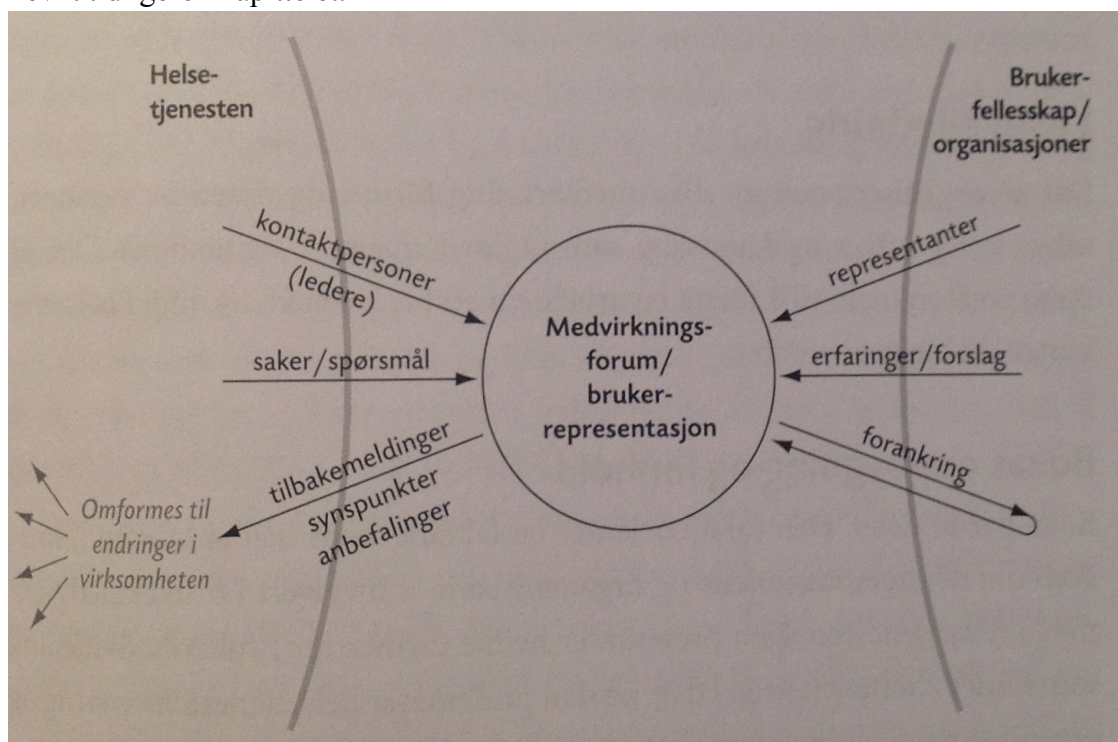 Helse-
tjenesten
Bruker-
fellesskap/
organisasjoner
kontaktpersoner
(ledere)
representanter
Medvirknings-
forum/
bruker-
representasjon
saker/spørsmål
erfaringer/forslag
tilbakemeldinger
synspunkter
anbefalinger
forankring
Omformes til
endringer i
virksomheten